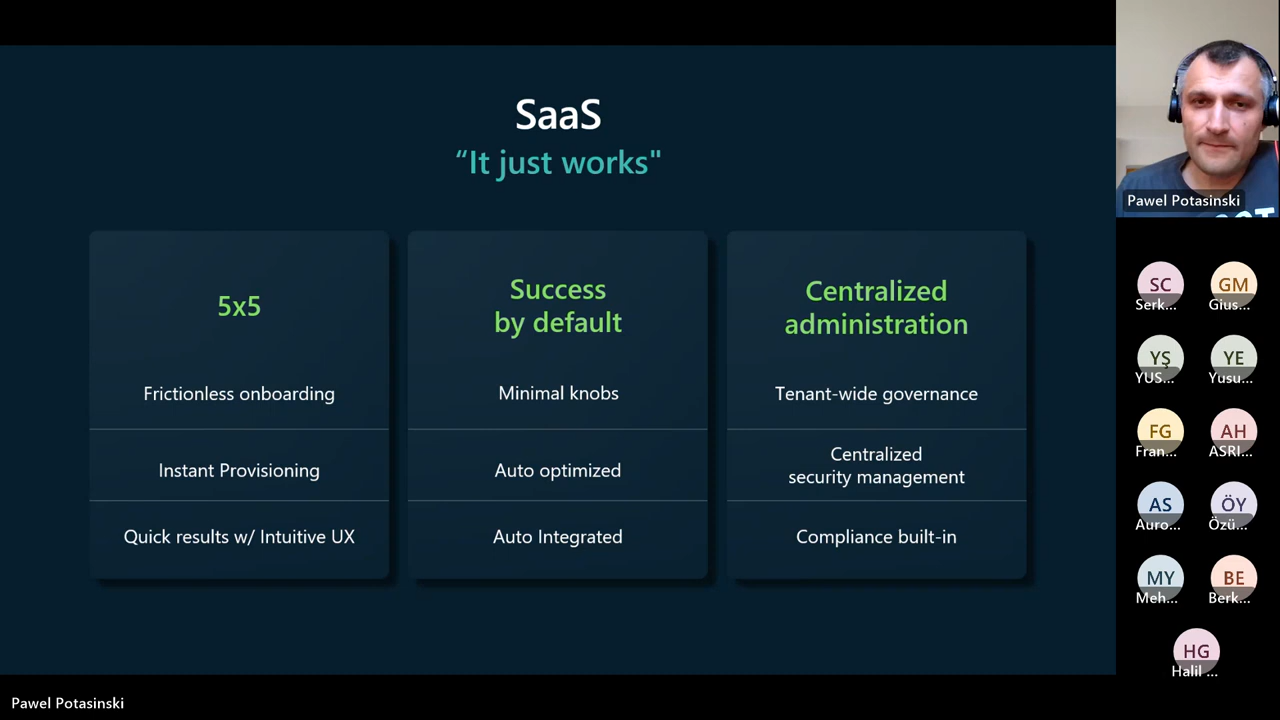 SaaS
“It just works"
5x5
Frictionless onboarding
Instant Provisioning
Quick results w/ Intuitive UX
Success
by default
Minimal knobs
Auto optimized
Auto Integrated
Centralized
administration
Tenant-wide governance
Centralized
security management
Compliance built-in
Pawel Potasinski
SC
Serk...
GM
Gius...
YŞ
YUS...
YE
Yusu...
FG
Fran...
AH
ASRI...
AS
Auro...
ÖY
Özü...
MY
Meh...
BE
Berk...
HG
Halil ...
Pawel Potasinski